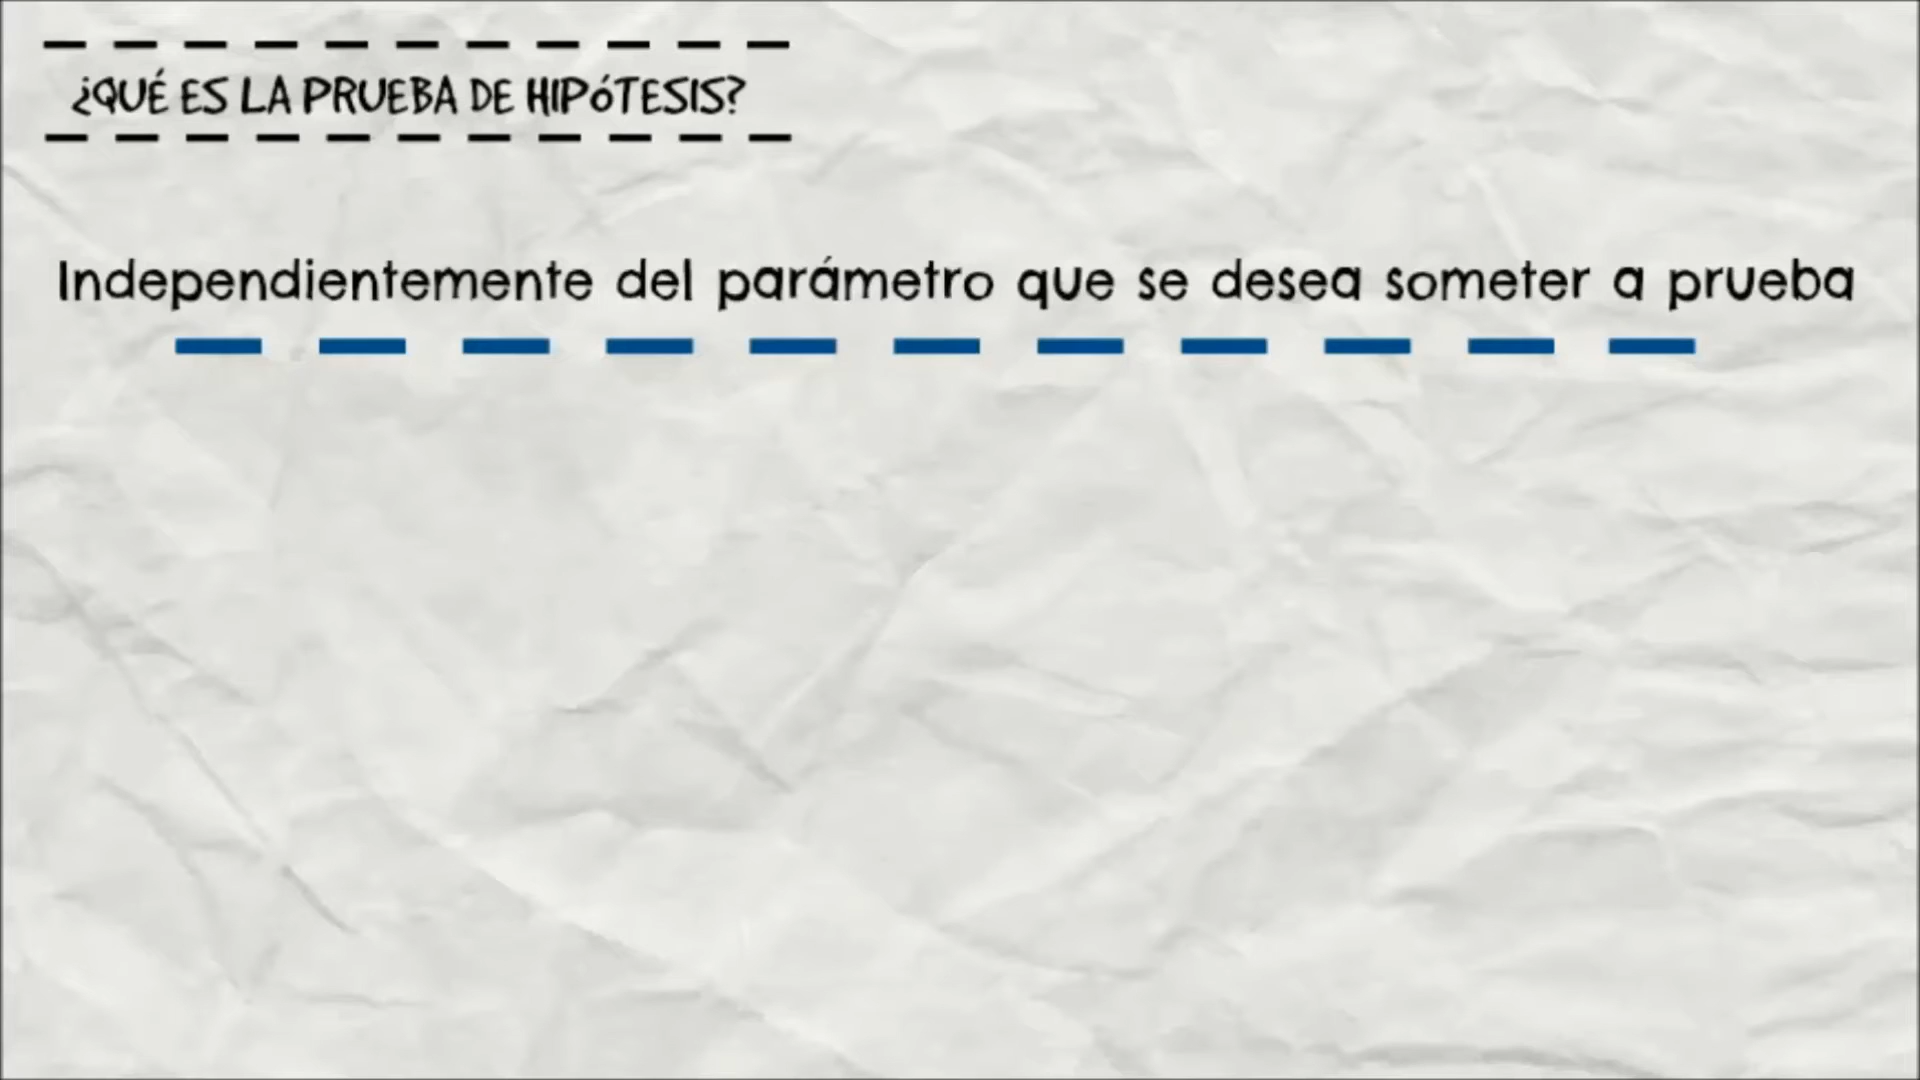 ¿QUÉ ES LA PRUEBA DE HIPÓTESIS?
Independientemente del parámetro que se desea someter a prueba